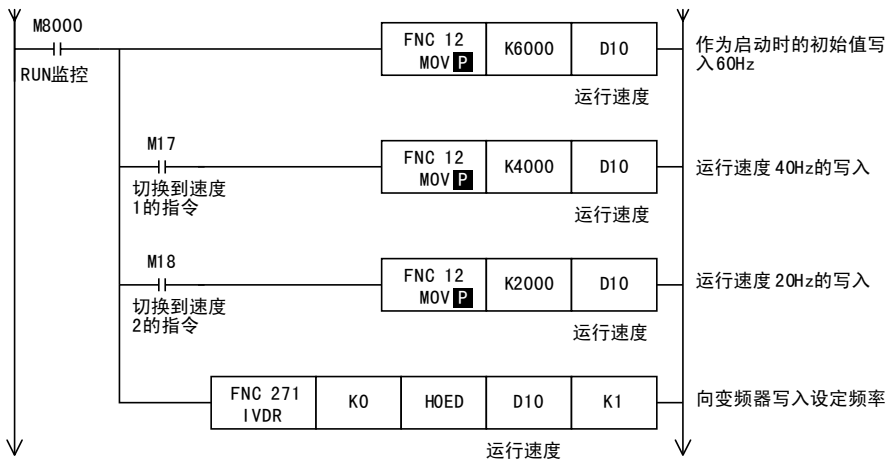 M8000
RUN监控
FNC 12
MOV P
K6000
D10
运行速度
作为启动时的初始值写
入60Hz
M17
切换到速度
1的指令
FNC 12
MOV P
K4000
D10
运行速度
运行速度 40Hz的写入
M18
切换到速度
2的指令
FNC 12
MOV P
K2000
D10
运行速度
运行速度 20Hz的写入
FNC 271
IVDR
K0
H0ED
D10
K1
运行速度
向变频器写入设定频率